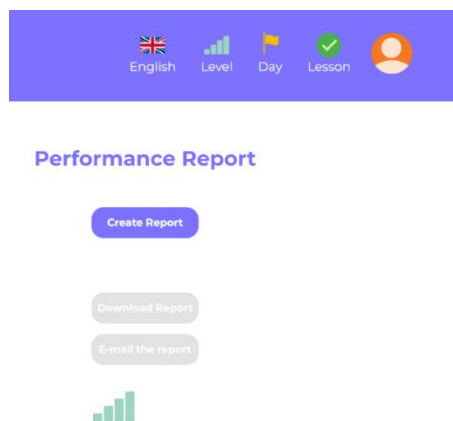 English Level Day Lesson
Performance Report
Create Report
Download Report
E-mail the report